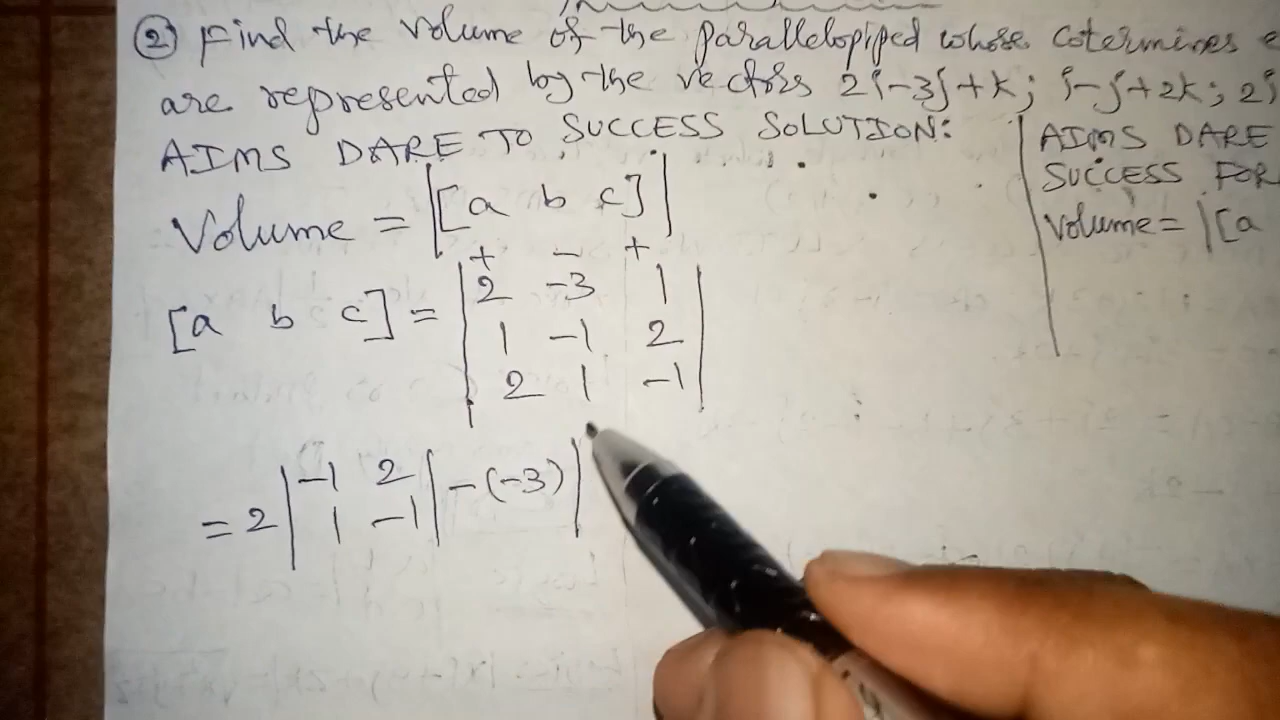 ② Find the Volume of the parallelopiped whose cotermines e
are represented by the vectors 2i-3j+k; i-j+2k; 2i
AIMS DARE TO SUCCESS SOLUTION:
Volume = |[a b c]|
+ - +
[a b c] = | 2 -3 1 |
| 1 -1 2 |
| 2 1 -1 |
= 2 | -1 2 | -(-3) |
| 1 -1 |
AIMS DARE
SUCCESS FOR
Volume = |[a